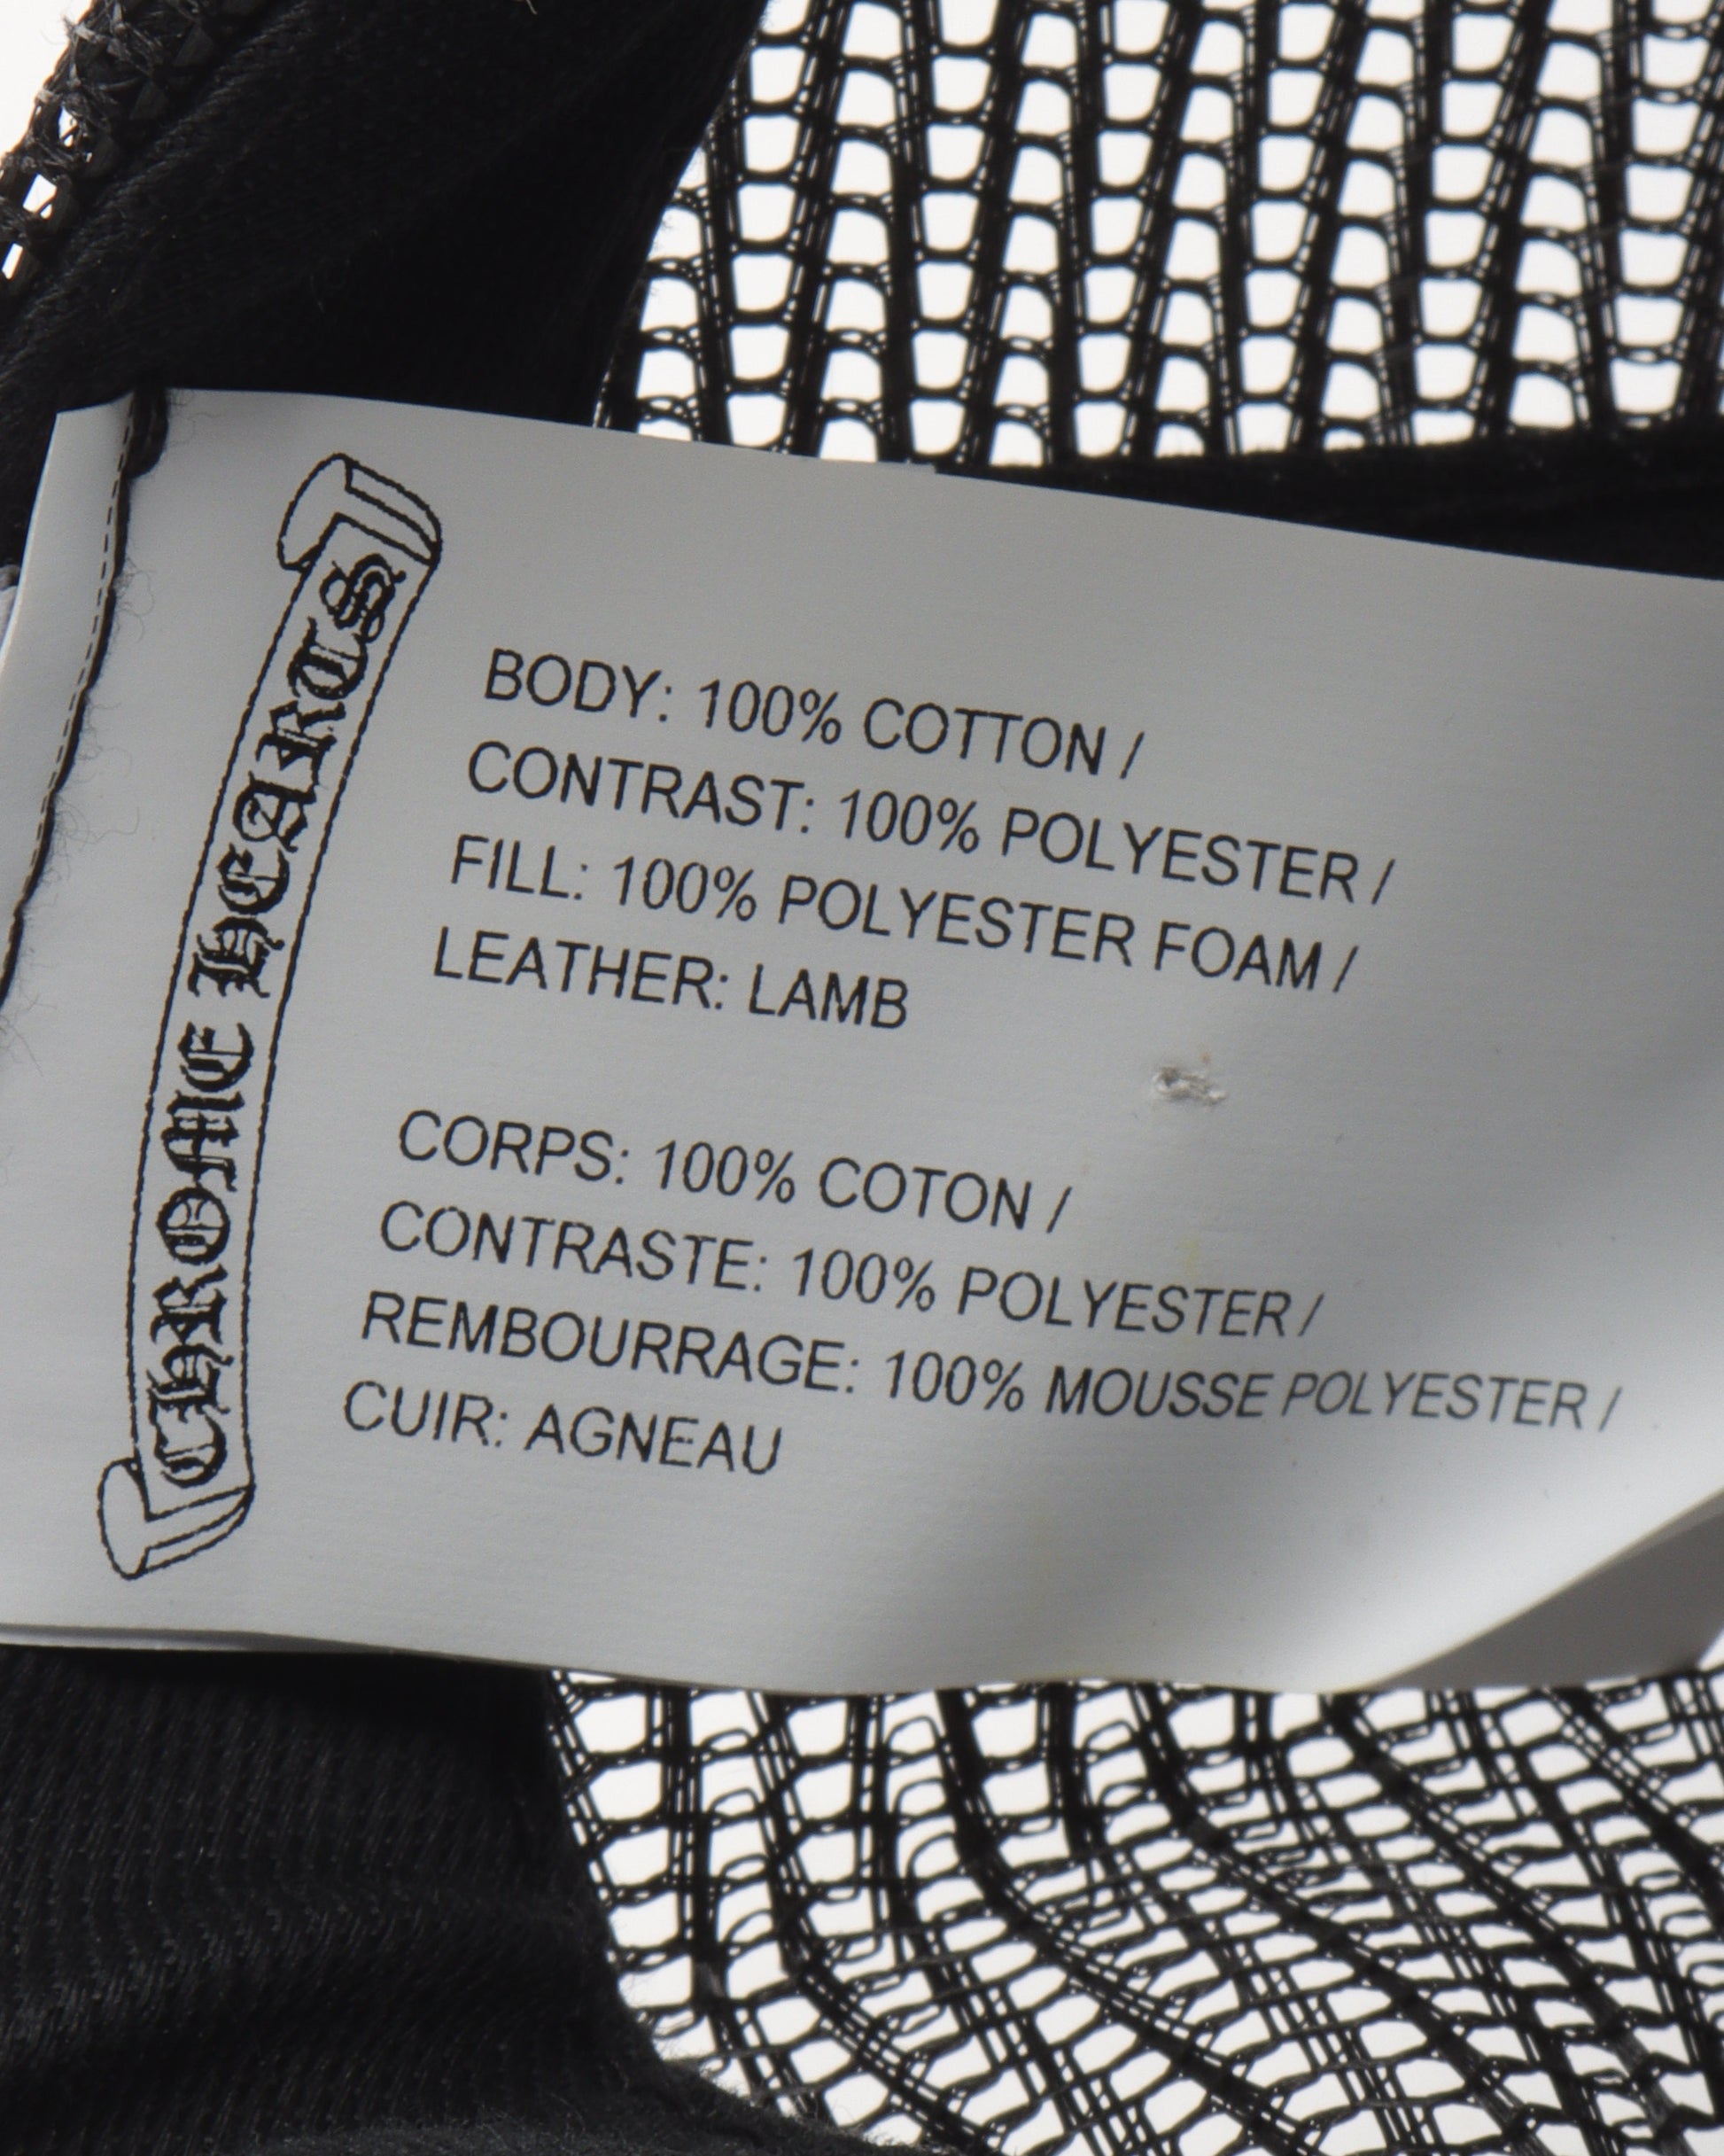 CHROME HEARTS
BODY: 100% COTTON /
CONTRAST: 100% POLYESTER /
FILL: 100% POLYESTER FOAM /
LEATHER: LAMB
CORPS: 100% COTON /
CONTRASTE: 100% POLYESTER /
REMBOURRAGE: 100% MOUSSE POLYESTER /
CUIR: AGNEAU